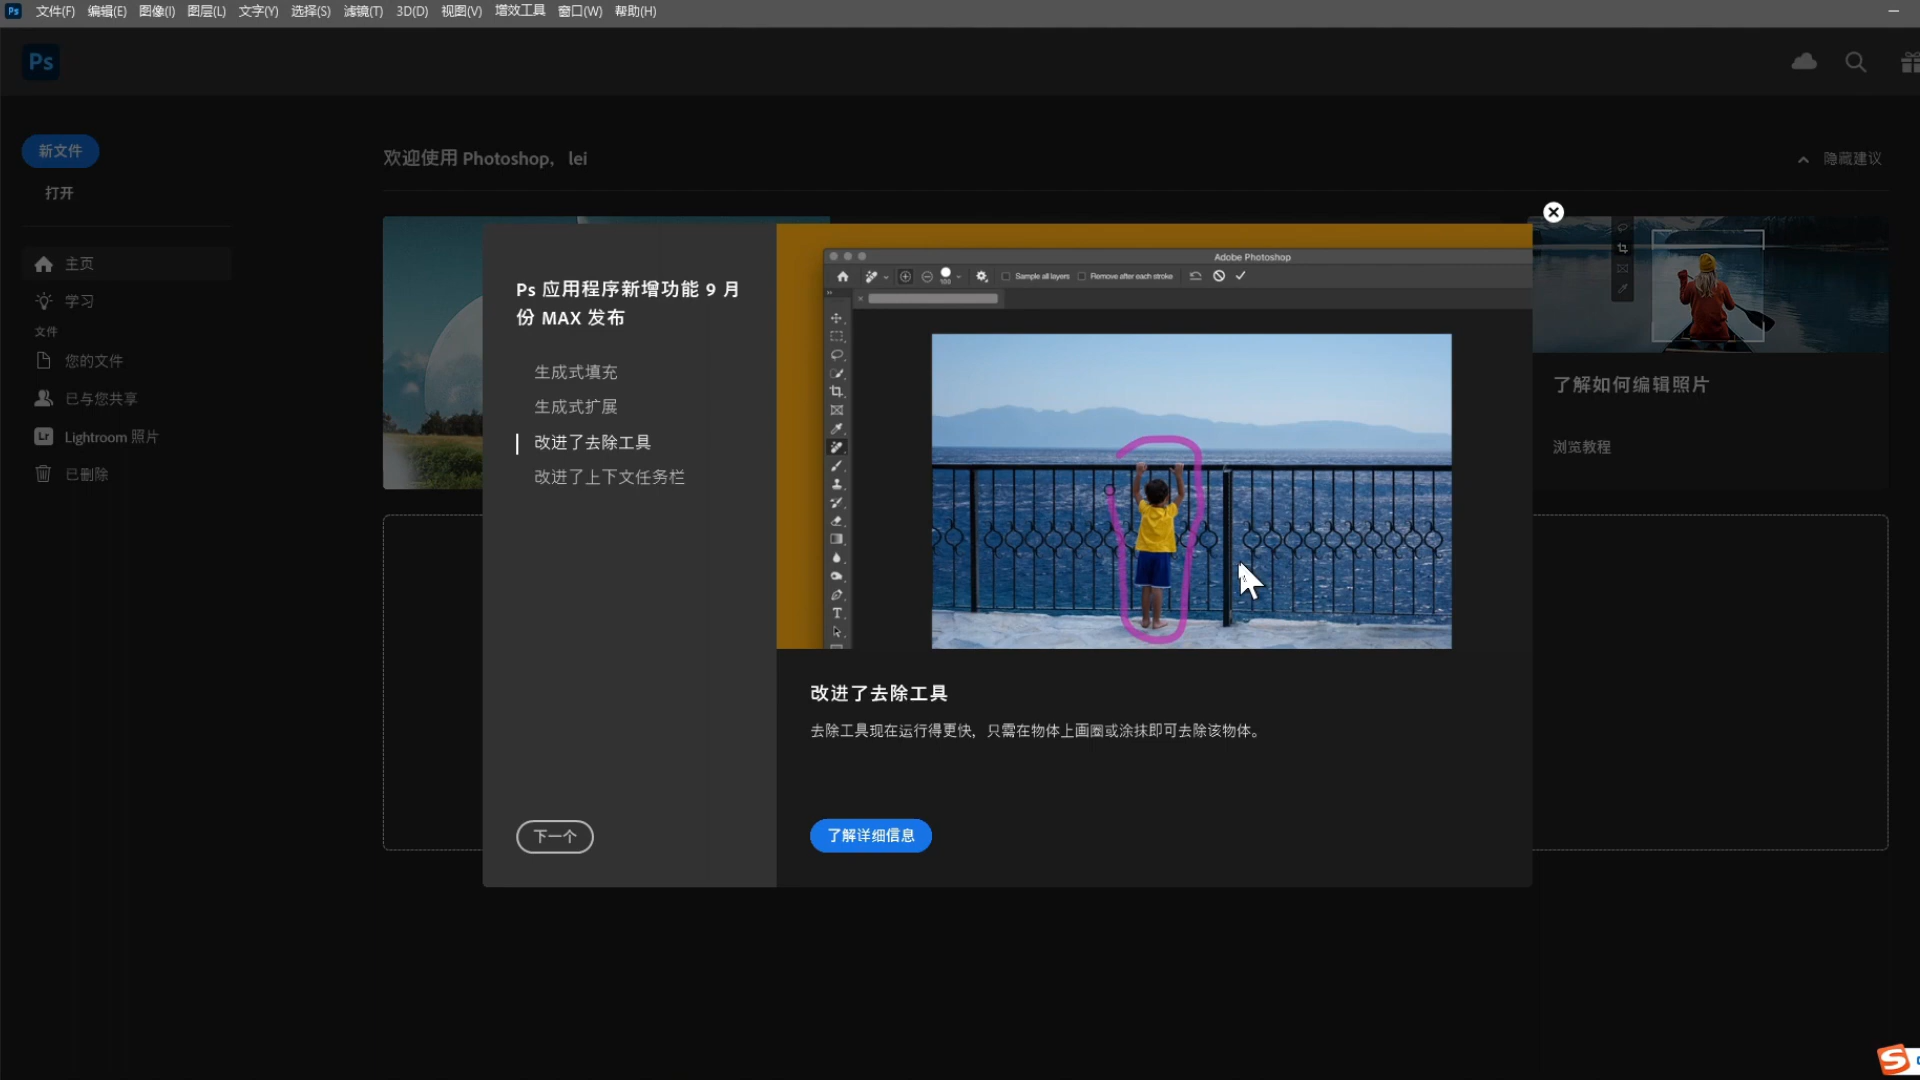 Ps 文件(F) 编辑(E) 图像(I) 图层(L) 文字(Y) 选择(S) 滤镜(T) 3D(D) 视图(V) 增效工具 窗口(W) 帮助(H)
Ps
新文件
打开
主页
学习
文件
您的文件
已与您共享
Lr Lightroom 照片
已删除
欢迎使用 Photoshop， lei
隐藏建议
Ps 应用程序新增功能 9 月
份 MAX 发布
生成式填充
生成式扩展
改进了去除工具
改进了上下文任务栏
下一个
Adobe Photoshop
100 Sample all layers Remove after each stroke
改进了去除工具
去除工具现在运行得更快，只需在物体上画圈或涂抹即可去除该物体。
了解详细信息
了解如何编辑照片
浏览教程